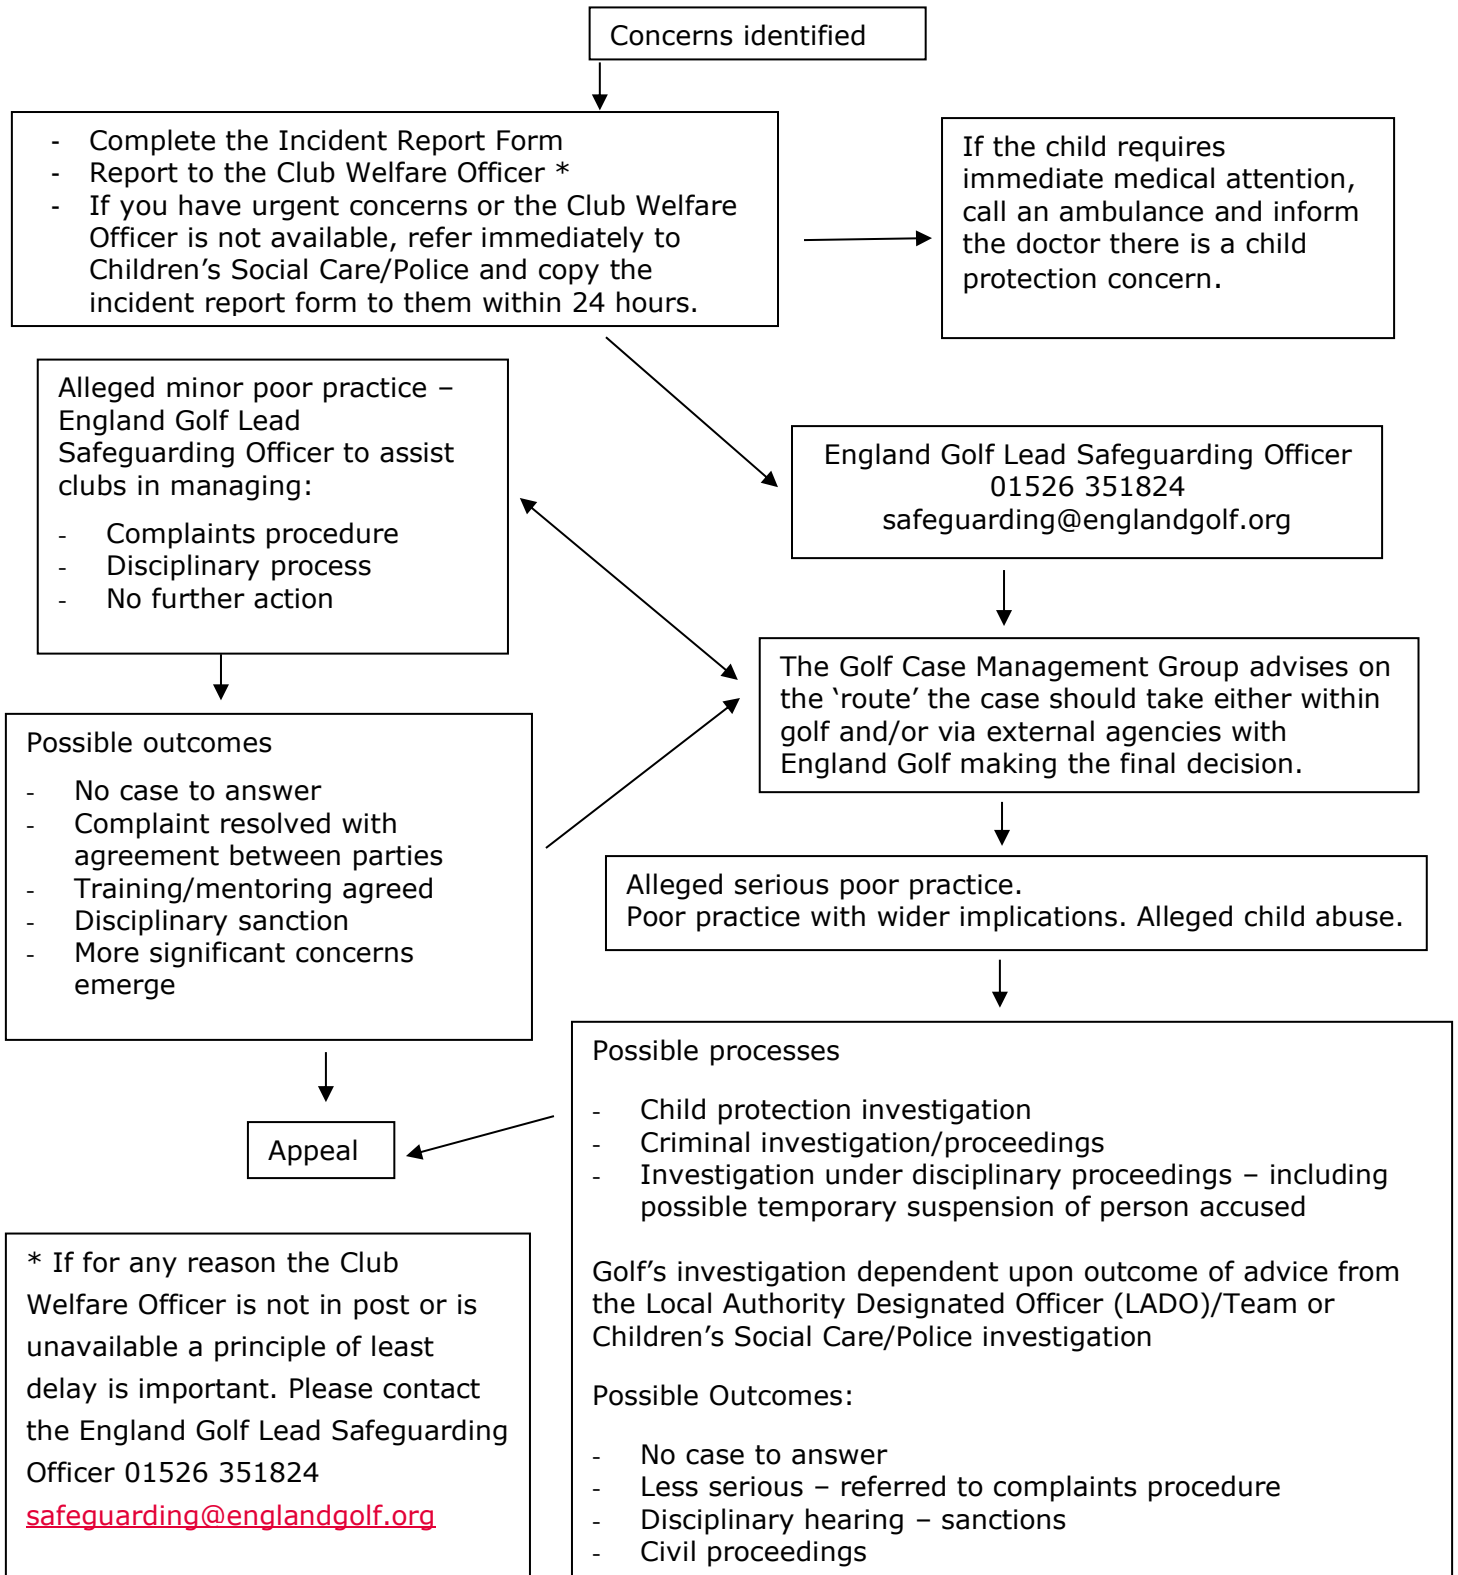 Concerns identified
- Complete the Incident Report Form
- Report to the Club Welfare Officer *
- If you have urgent concerns or the Club Welfare
Officer is not available, refer immediately to
Children’s Social Care/Police and copy the
incident report form to them within 24 hours.
If the child requires
immediate medical attention,
call an ambulance and inform
the doctor there is a child
protection concern.
Alleged minor poor practice –
England Golf Lead
Safeguarding Officer to assist
clubs in managing:
- Complaints procedure
- Disciplinary process
- No further action
England Golf Lead Safeguarding Officer
01526 351824
safeguarding@englandgolf.org
The Golf Case Management Group advises on
the ‘route’ the case should take either within
golf and/or via external agencies with
England Golf making the final decision.
Possible outcomes
- No case to answer
- Complaint resolved with
agreement between parties
- Training/mentoring agreed
- Disciplinary sanction
- More significant concerns
emerge
Alleged serious poor practice.
Poor practice with wider implications. Alleged child abuse.
Appeal
Possible processes
- Child protection investigation
- Criminal investigation/proceedings
- Investigation under disciplinary proceedings – including
possible temporary suspension of person accused
Golf’s investigation dependent upon outcome of advice from
the Local Authority Designated Officer (LADO)/Team or
Children’s Social Care/Police investigation
Possible Outcomes:
- No case to answer
- Less serious – referred to complaints procedure
- Disciplinary hearing – sanctions
- Civil proceedings
* If for any reason the Club
Welfare Officer is not in post or is
unavailable a principle of least
delay is important. Please contact
the England Golf Lead Safeguarding
Officer 01526 351824
safeguarding@englandgolf.org